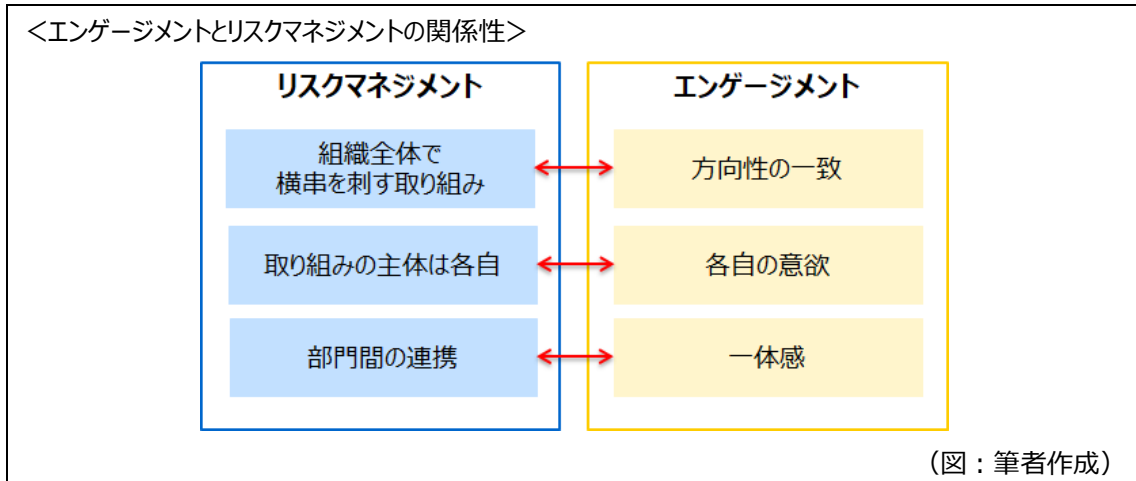 ＜エンゲージメントとリスクマネジメントの関係性＞
リスクマネジメント
組織全体で
横串を刺す取り組み
取り組みの主体は各自
部門間の連携
エンゲージメント
方向性の一致
各自の意欲
一体感
（図：筆者作成）